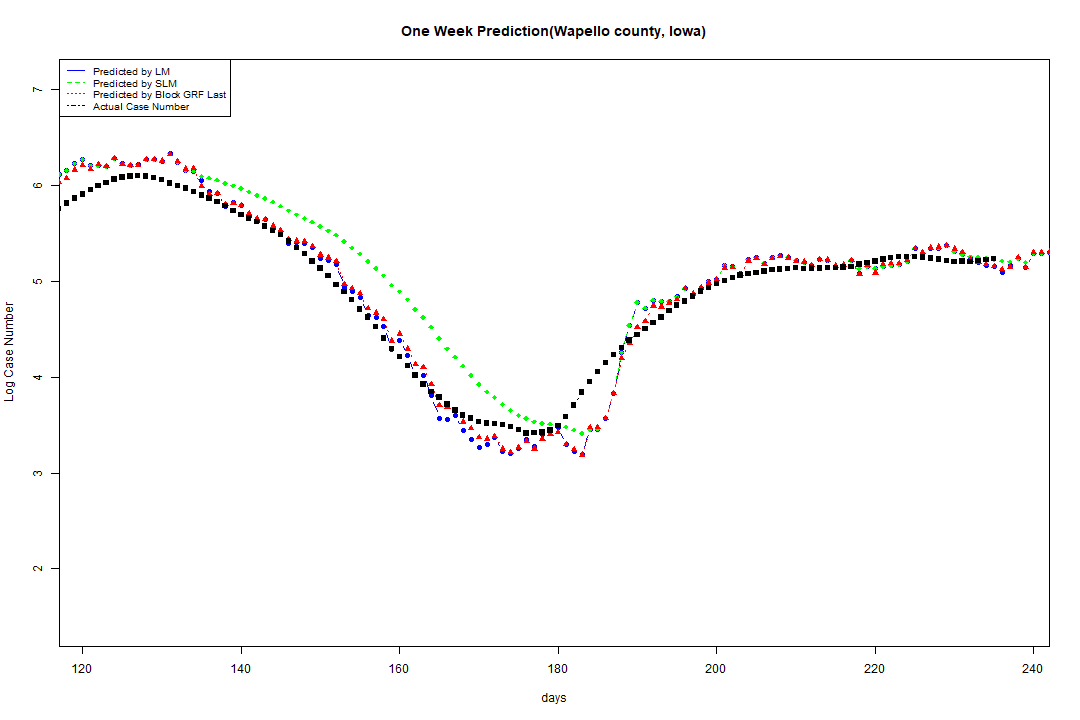 One Week Prediction(Wapello county, Iowa)
Predicted by LM
Predicted by SLM
Predicted by Block GRF Last
Actual Case Number
7
6
5
4
3
2
Log Case Number
120 140 160 180 200 220 240
days